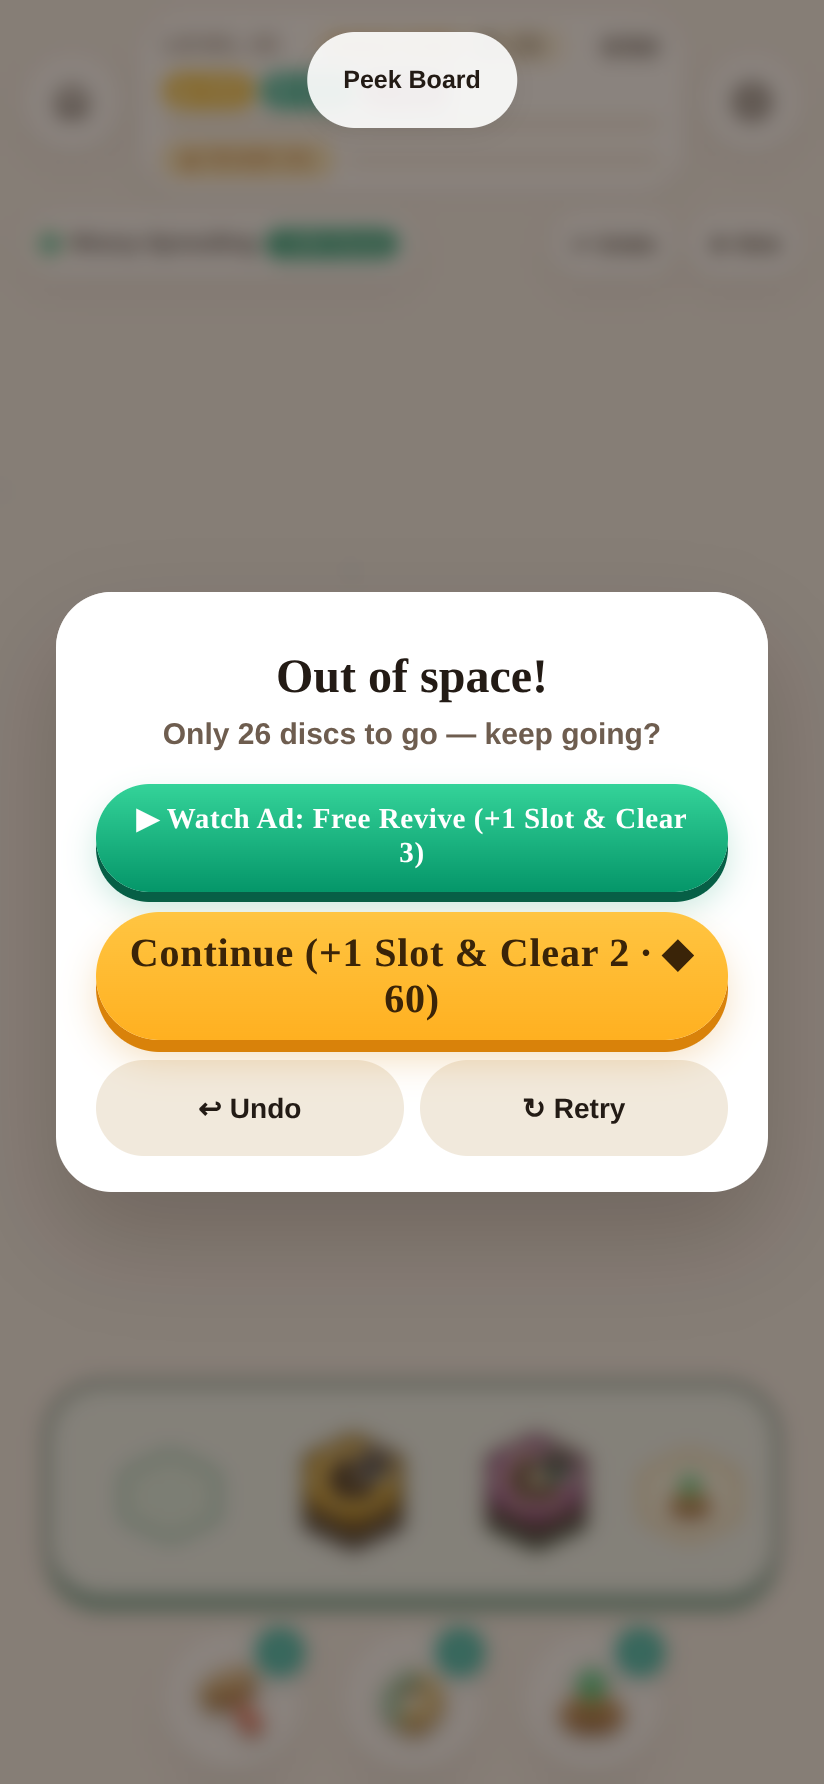 Peek Board
Out of space!
Only 26 discs to go — keep going?
▶ Watch Ad: Free Revive (+1 Slot & Clear
3)
Continue (+1 Slot & Clear 2 · ◆
60)
↩ Undo
↻ Retry